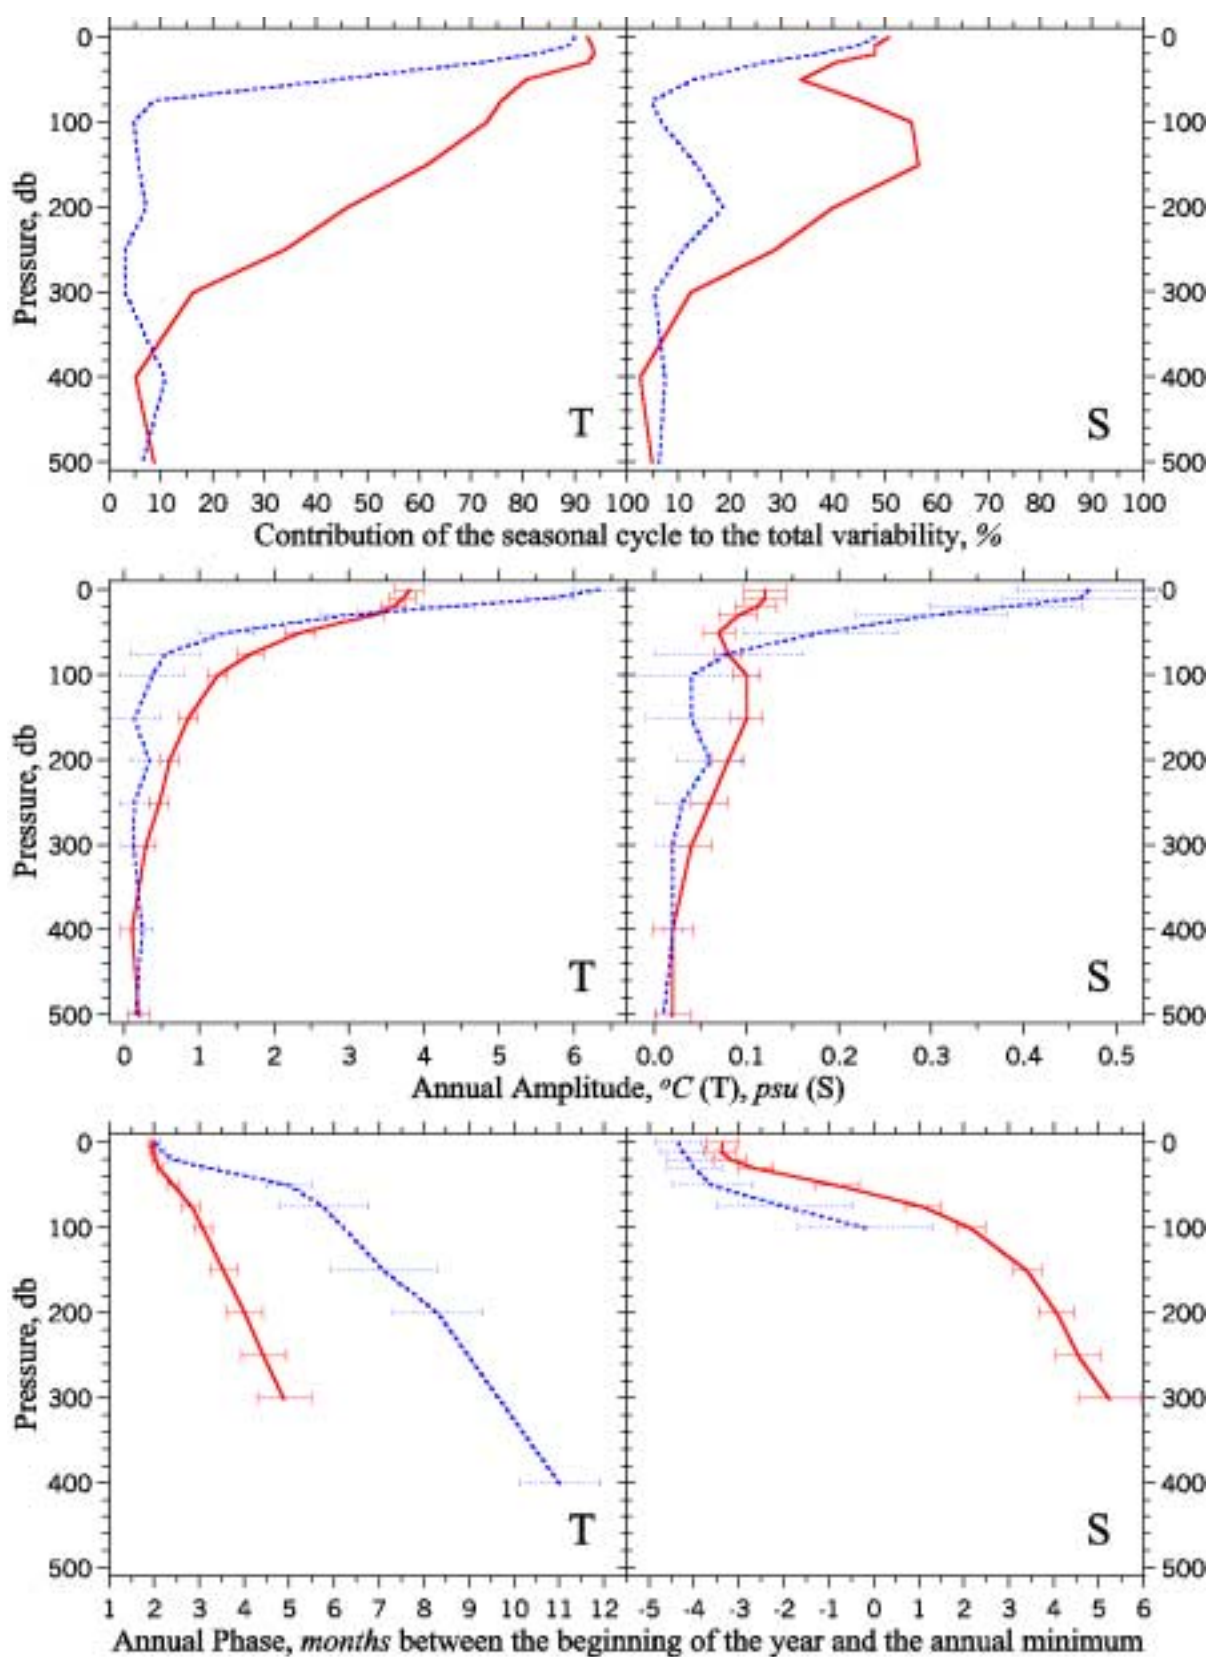 0
100
200
300
400
500
Pressure, db
T
S
0
100
200
300
400
500
0 10 20 30 40 50 60 70 80 90 100 10 20 30 40 50 60 70 80 90 100
Contribution of the seasonal cycle to the total variability, %
0
100
200
300
400
500
Pressure, db
T
S
0
100
200
300
400
500
0 1 2 3 4 5 6 0.0 0.1 0.2 0.3 0.4 0.5
Annual Amplitude, °C (T), psu (S)
0
100
200
300
400
500
Pressure, db
T
S
0
100
200
300
400
500
1 2 3 4 5 6 7 8 9 10 11 12 -5 -4 -3 -2 -1 0 1 2 3 4 5 6
Annual Phase, months between the beginning of the year and the annual minimum